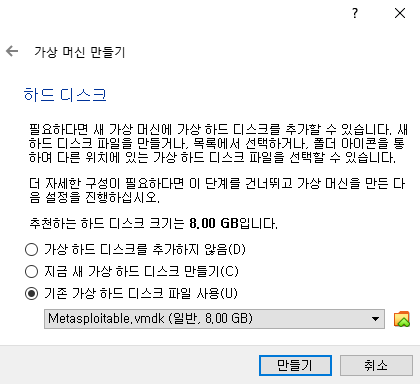 ?
가상 머신 만들기
하드 디스크
필요하다면 새 가상 머신에 가상 하드 디스크를 추가할 수 있습니다. 새
하드 디스크 파일을 만들거나, 목록에서 선택하거나, 폴더 아이콘을 통
하여 다른 위치에 있는 가상 하드 디스크 파일을 선택할 수 있습니다.
더 자세한 구성이 필요하다면 이 단계를 건너뛰고 가상 머신을 만든 다
음 설정을 진행하십시오.
추천하는 하드 디스크 크기는 8,00 GB입니다.
가상 하드 디스크를 추가하지 않음(D)
지금 새 가상 하드 디스크 만들기(C)
기존 가상 하드 디스크 파일 사용(U)
Metasploitable,vmdk (일반, 8,00 GB)
만들기
취소